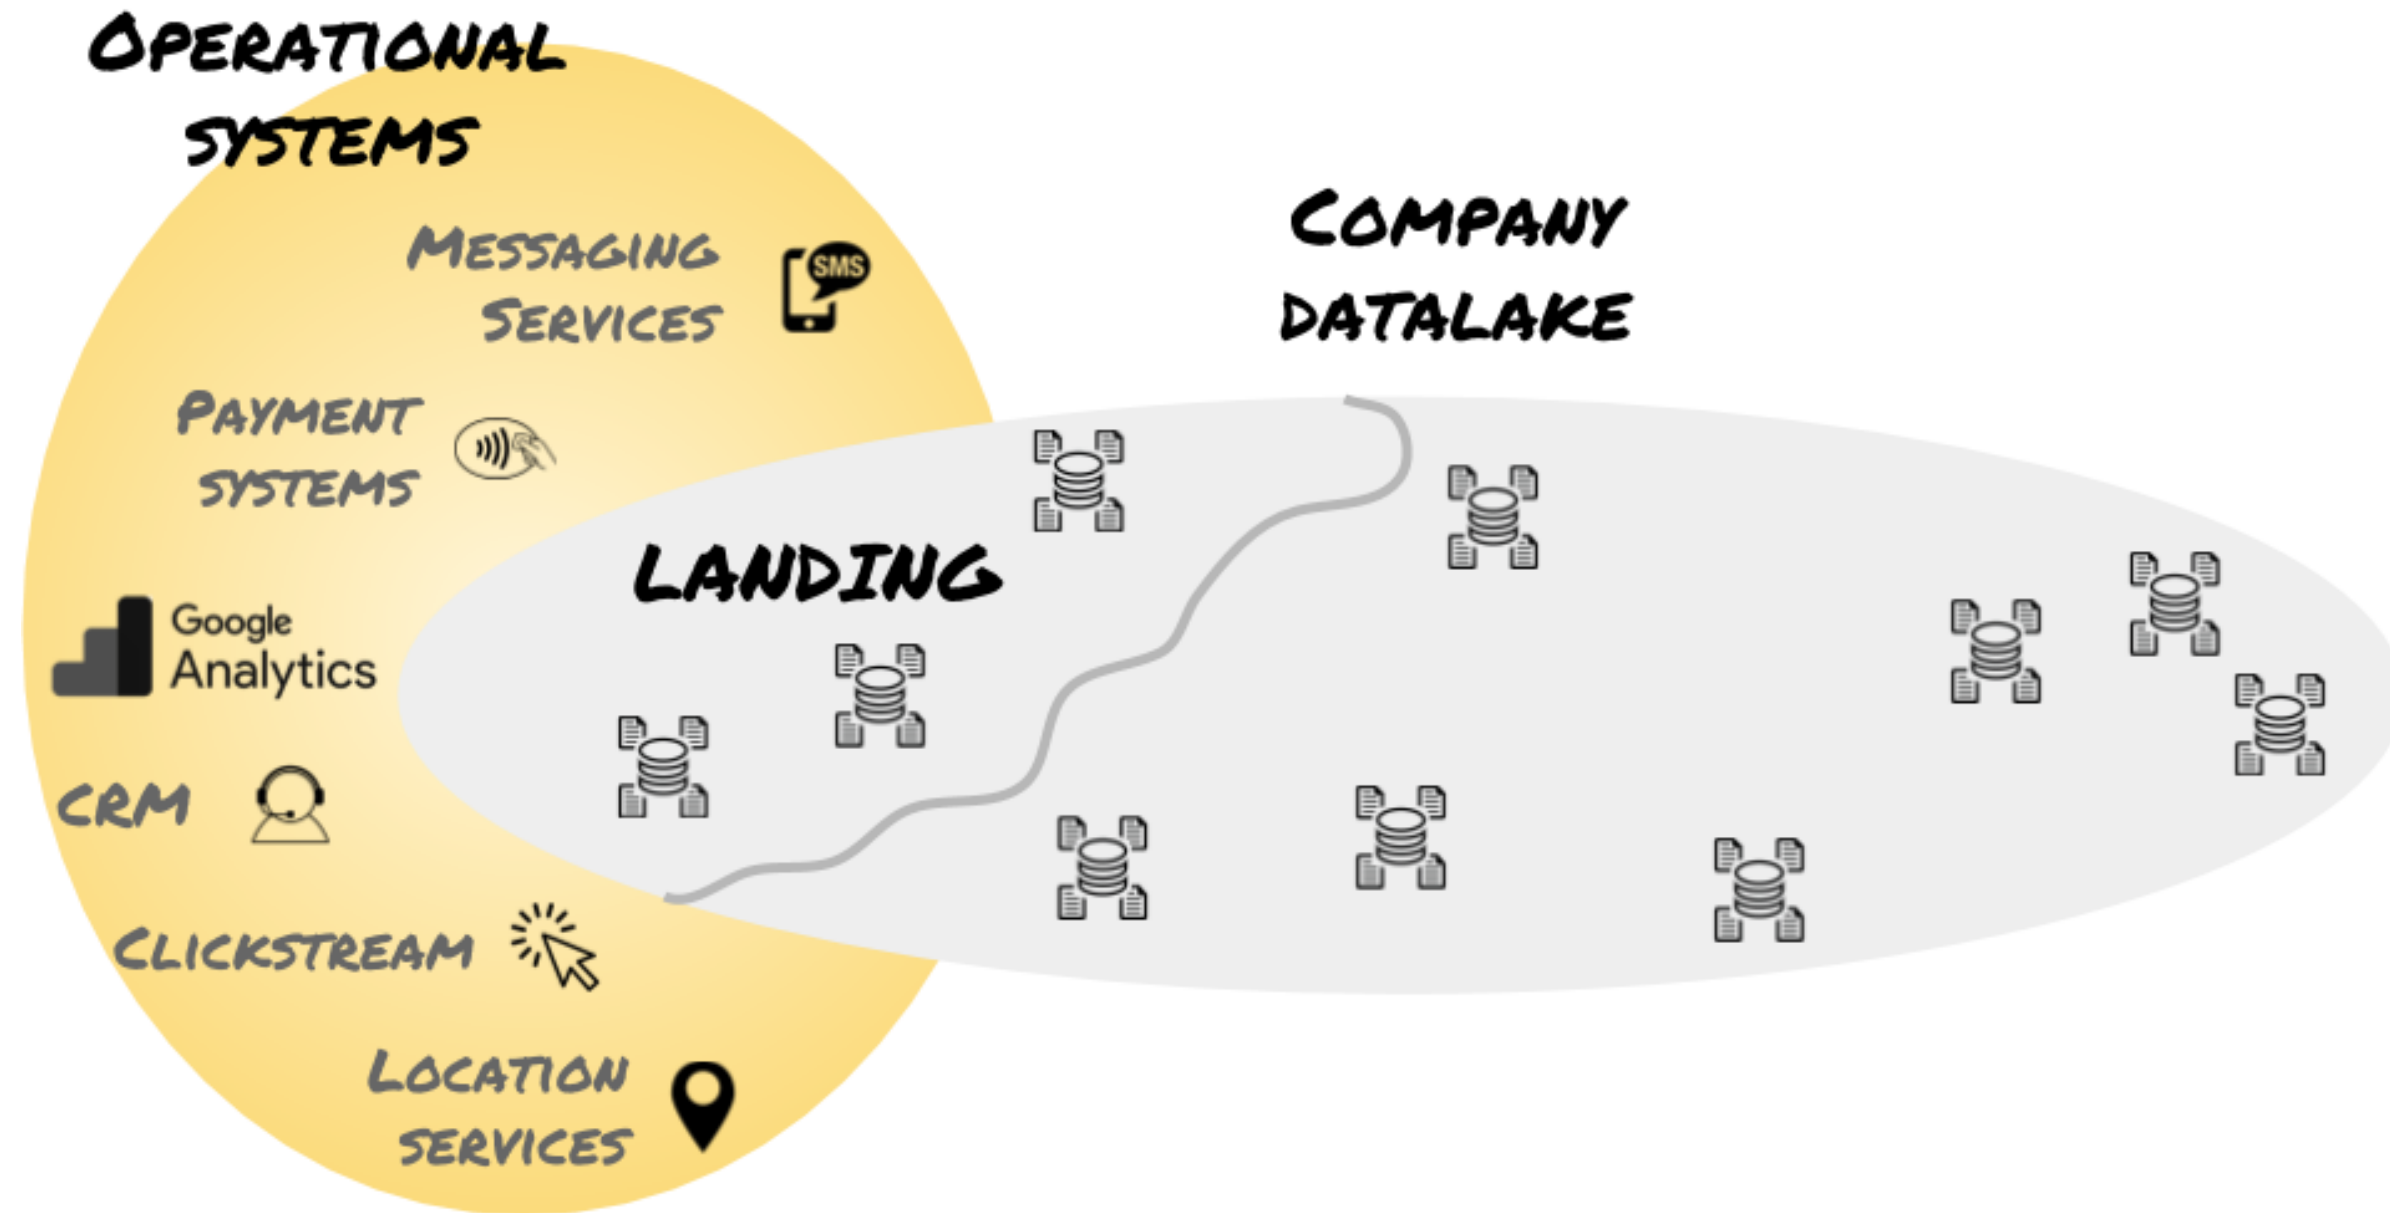 OPERATIONAL
SYSTEMS
MESSAGING
SERVICES
SMS
COMPANY
DATALAKE
PAYMENT
SYSTEMS
LANDING
Google
Analytics
CRM
CLICKSTREAM
LOCATION
SERVICES